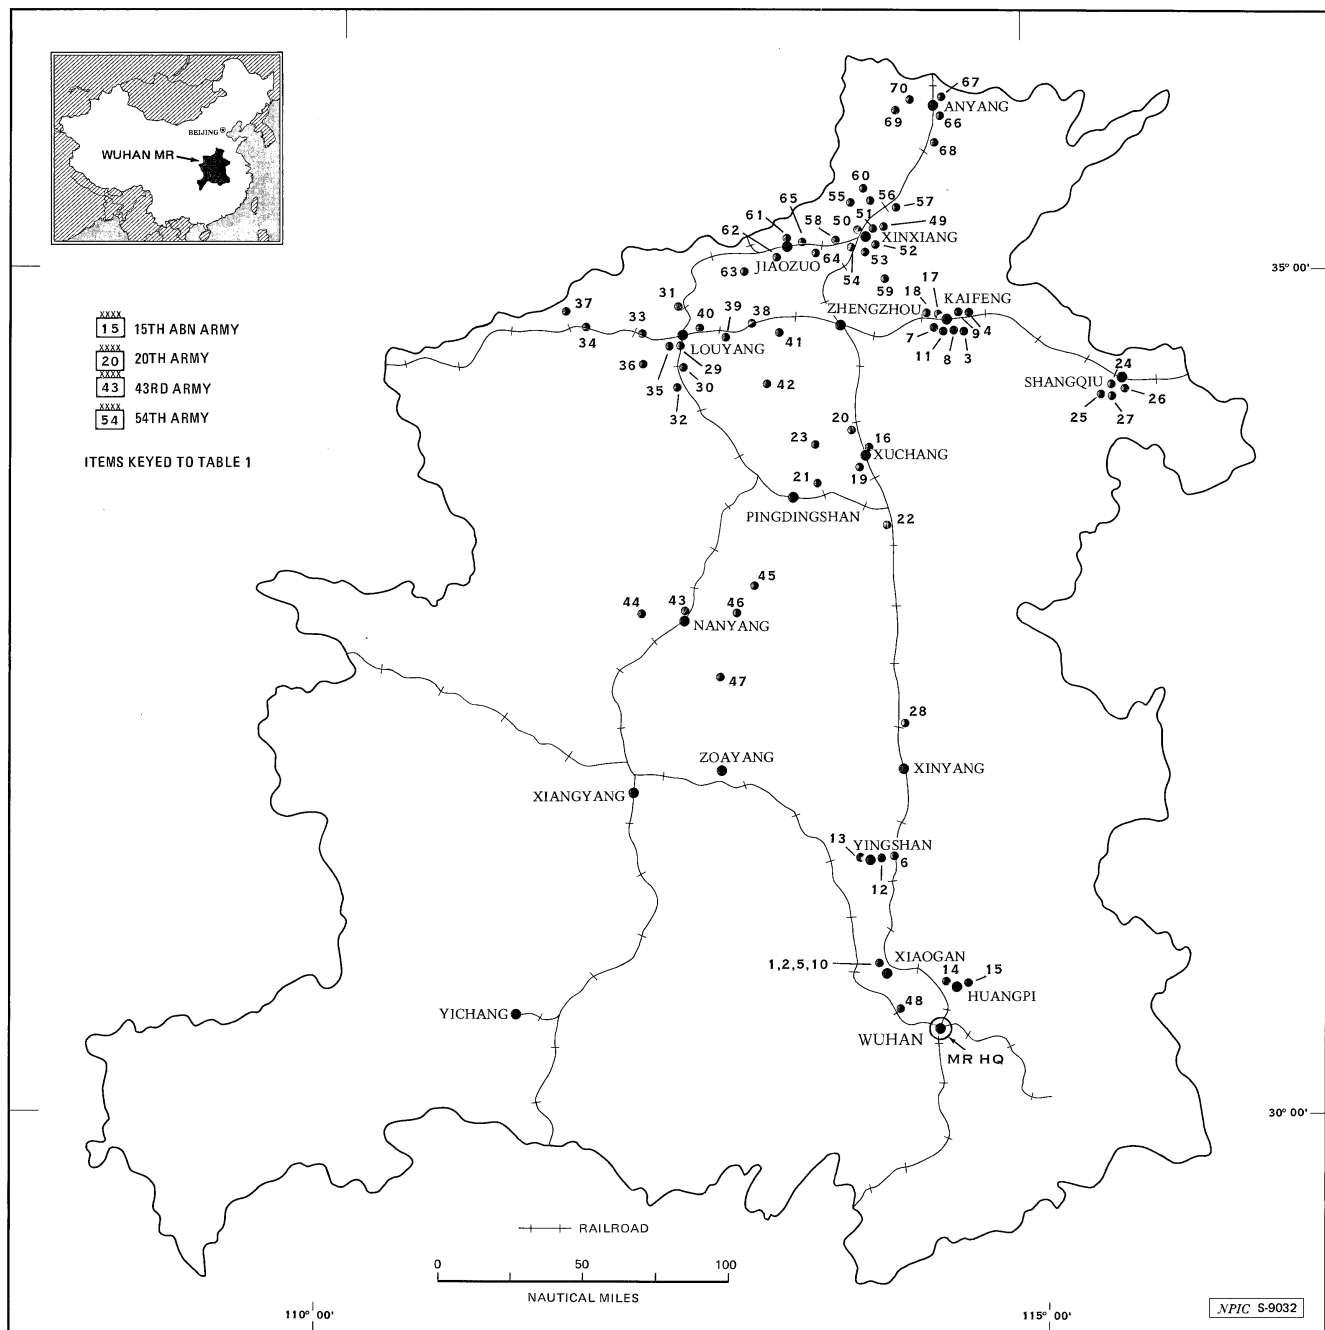 BEIJING
WUHAN MR
70
67
ANYANG
69
66
68
60
55
56
57
65
61
58
50
51
49
XINXIANG
62
52
53
64
54
JIAOZUO
63
59
35° 00'
17
18
KAIFENG
31
37
40
39
38
ZHENGZHOU
33
34
41
7
9
4
LOUYANG
11
8
3
36
35
29
30
42
32
24
SHANGQIU
26
25
27
XXXX
15 15TH ABN ARMY
XXXX
20 20TH ARMY
XXXX
43 43RD ARMY
XXXX
54 54TH ARMY
ITEMS KEYED TO TABLE 1
20
23
16
XUCHANG
19
21
PINGDINGSHAN
22
45
44
43
46
NANYANG
47
28
ZOAYANG
XINYANG
XIANGYANG
13
YINGSHAN
6
12
XIAOGAN
1,2,5,10
14
15
HUANGPI
48
YICHANG
WUHAN
MR HQ
30° 00'
RAILROAD
0 50 100
NAUTICAL MILES
110° 00'
115° 00'
NPIC S-9032